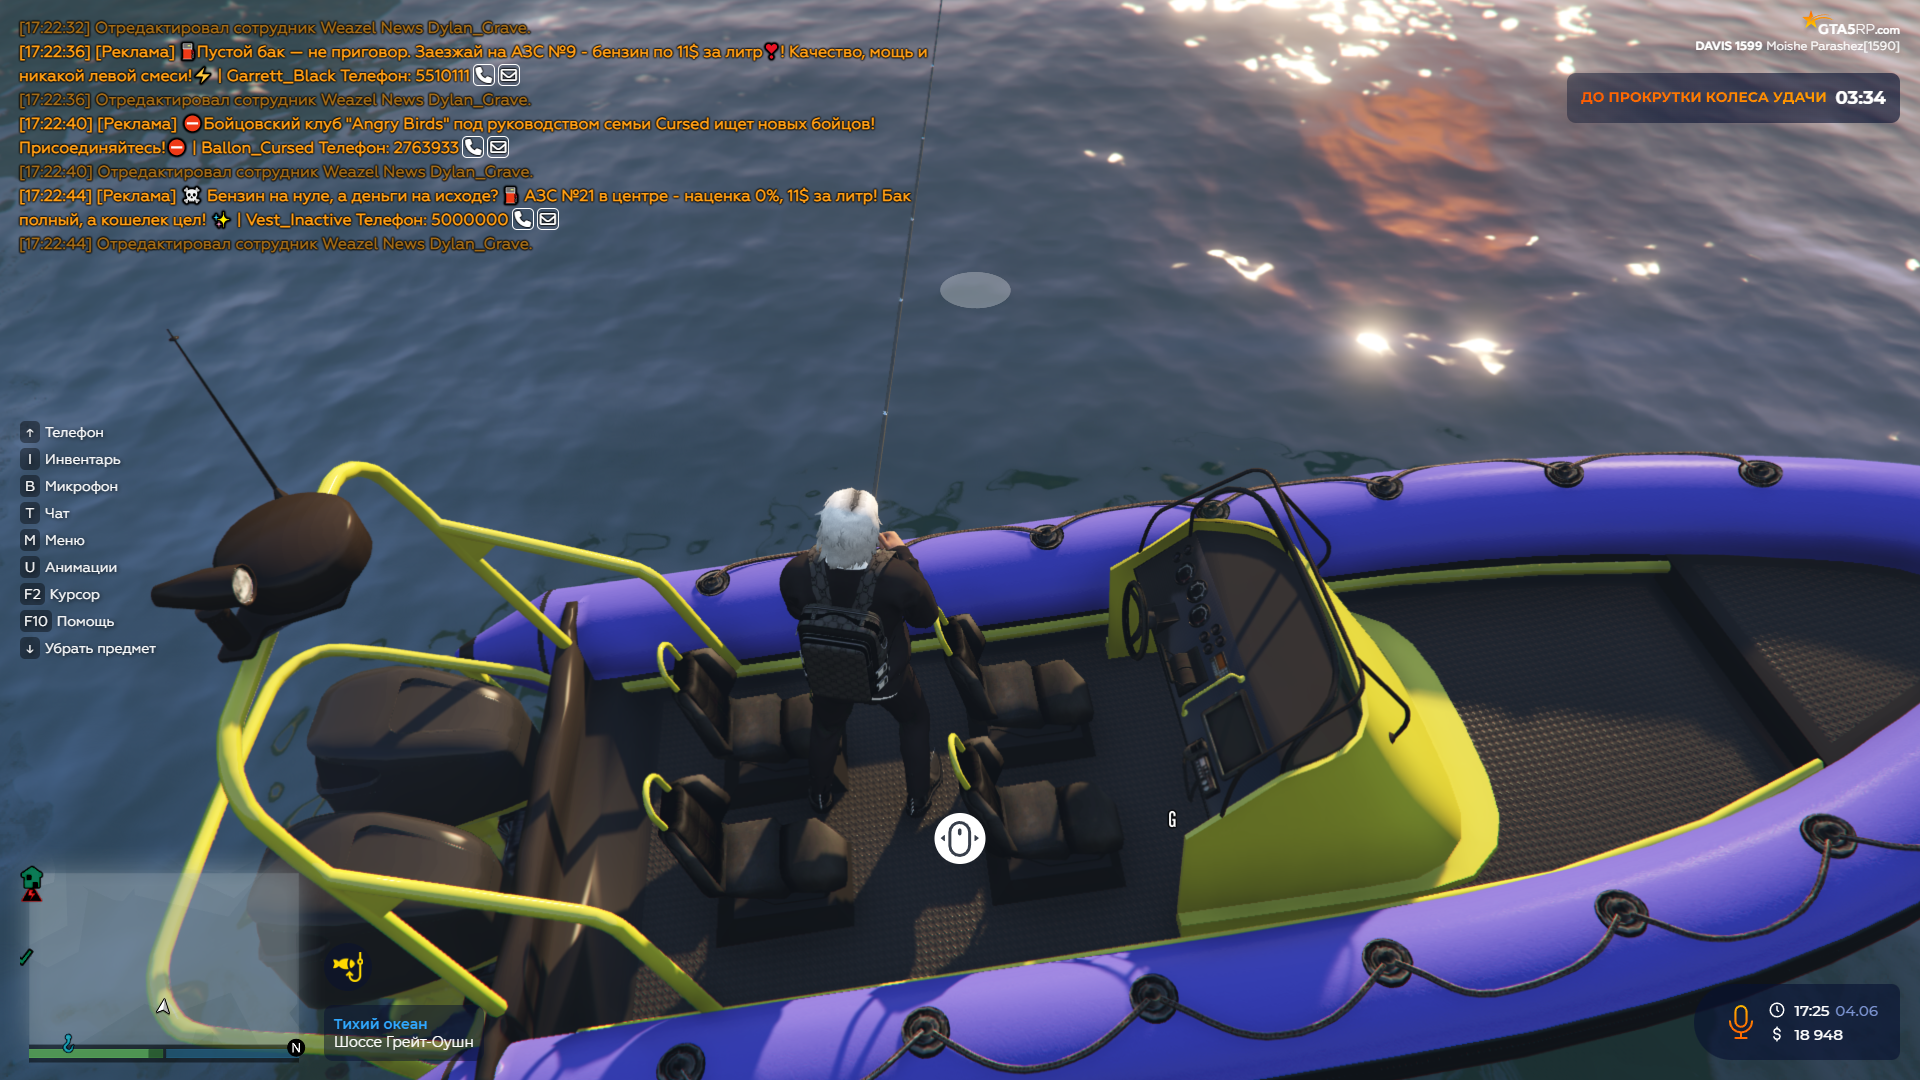 [17:22:32] Отредактировал сотрудник Weazel News Dylan_Grave.
[17:22:36] [Реклама] ⛽Пустой бак — не приговор. Заезжай на АЗС №9 - бензин по 11$ за литр❣️! Качество, мощь и
никакой левой смеси!⚡ | Garrett_Black Телефон: 5510111
[17:22:36] Отредактировал сотрудник Weazel News Dylan_Grave.
[17:22:40] [Реклама] ⛔Бойцовский клуб "Angry Birds" под руководством семьи Cursed ищет новых бойцов!
Присоединяйтесь!⛔ | Ballon_Cursed Телефон: 2763933
[17:22:40] Отредактировал сотрудник Weazel News Dylan_Grave.
[17:22:44] [Реклама] ☠️ Бензин на нуле, а деньги на исходе? ⛽ АЗС №21 в центре - наценка 0%, 11$ за литр! Бак
полный, а кошелек цел! ✨ | Vest_Inactive Телефон: 5000000
[17:22:44] Отредактировал сотрудник Weazel News Dylan_Grave.
GTA5RP.com
DAVIS 1599 Moishe Parashez[1590]
ДО ПРОКРУТКИ КОЛЕСА УДАЧИ 03:34
↑ Телефон
I Инвентарь
B Микрофон
T Чат
M Меню
U Анимации
F2 Курсор
F10 Помощь
↓ Убрать предмет
G
N
Тихий океан
Шоссе Грейт-Оушн
17:25 04.06
$ 18 948